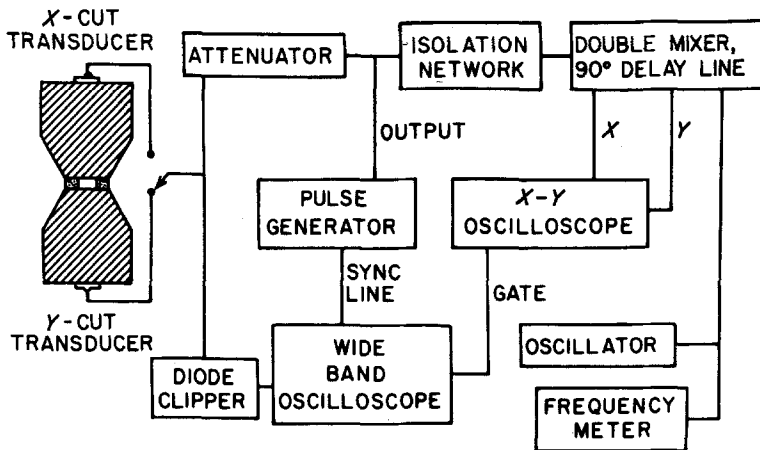 X-CUT
TRANSDUCER
ATTENUATOR
ISOLATION
NETWORK
DOUBLE MIXER,
90° DELAY LINE
OUTPUT
X
Y
PULSE
GENERATOR
X-Y
OSCILLOSCOPE
SYNC
LINE
GATE
Y-CUT
TRANSDUCER
DIODE
CLIPPER
WIDE
BAND
OSCILLOSCOPE
OSCILLATOR
FREQUENCY
METER